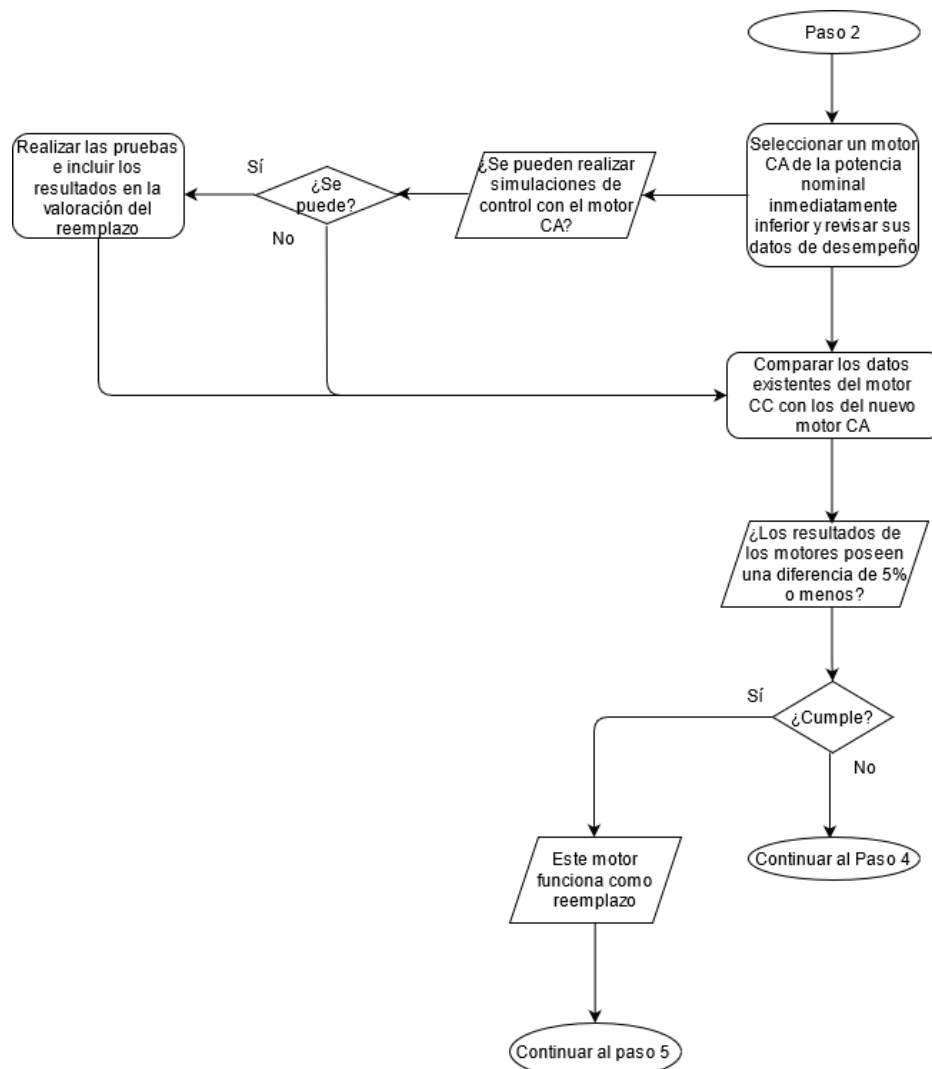 Paso 2
Seleccionar un motor
CA de la potencia
nominal
inmediatamente
inferior y revisar sus
datos de desempeño
¿Se pueden realizar
simulaciones de
control con el motor
CA?
¿Se
puede?
Sí
No
Realizar las pruebas
e incluir los
resultados en la
valoración del
reemplazo
Comparar los datos
existentes del motor
CC con los del nuevo
motor CA
¿Los resultados de
los motores poseen
una diferencia de 5%
o menos?
¿Cumple?
Sí
No
Continuar al Paso 4
Este motor
funciona como
reemplazo
Continuar al paso 5